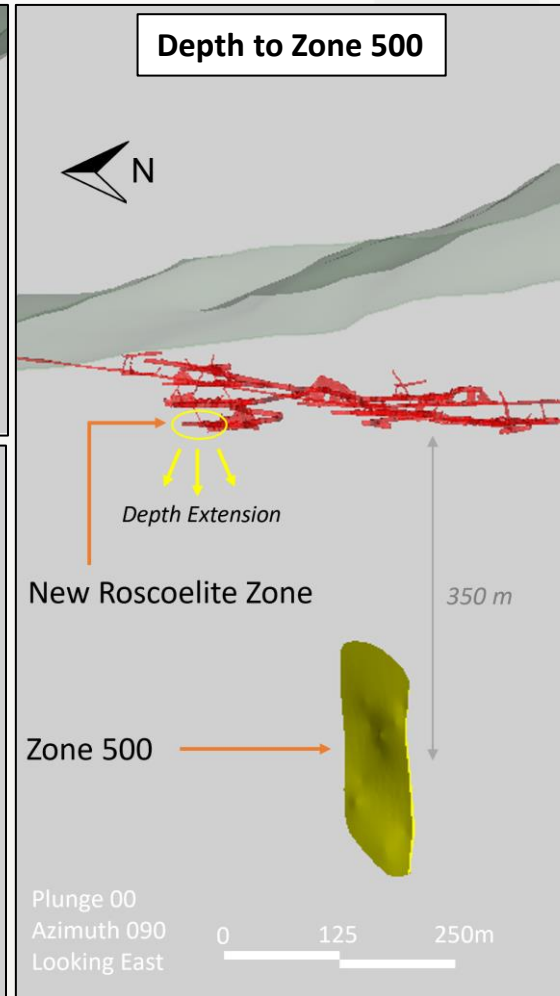 Depth to Zone 500
N
Depth Extension
New Roscoelite Zone
350 m
Zone 500
Plunge 00
Azimuth 090
Looking East
0 125 250m